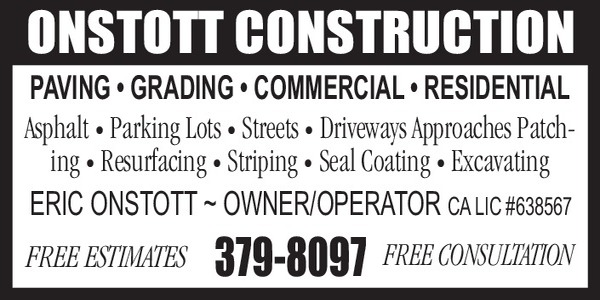 ONSTOTT CONSTRUCTION
PAVING • GRADING • COMMERCIAL • RESIDENTIAL
Asphalt • Parking Lots • Streets • Driveways Approaches Patch-
ing • Resurfacing • Striping • Seal Coating • Excavating
ERIC ONSTOTT ~ OWNER/OPERATOR CA LIC #638567
FREE ESTIMATES 379-8097 FREE CONSULTATION